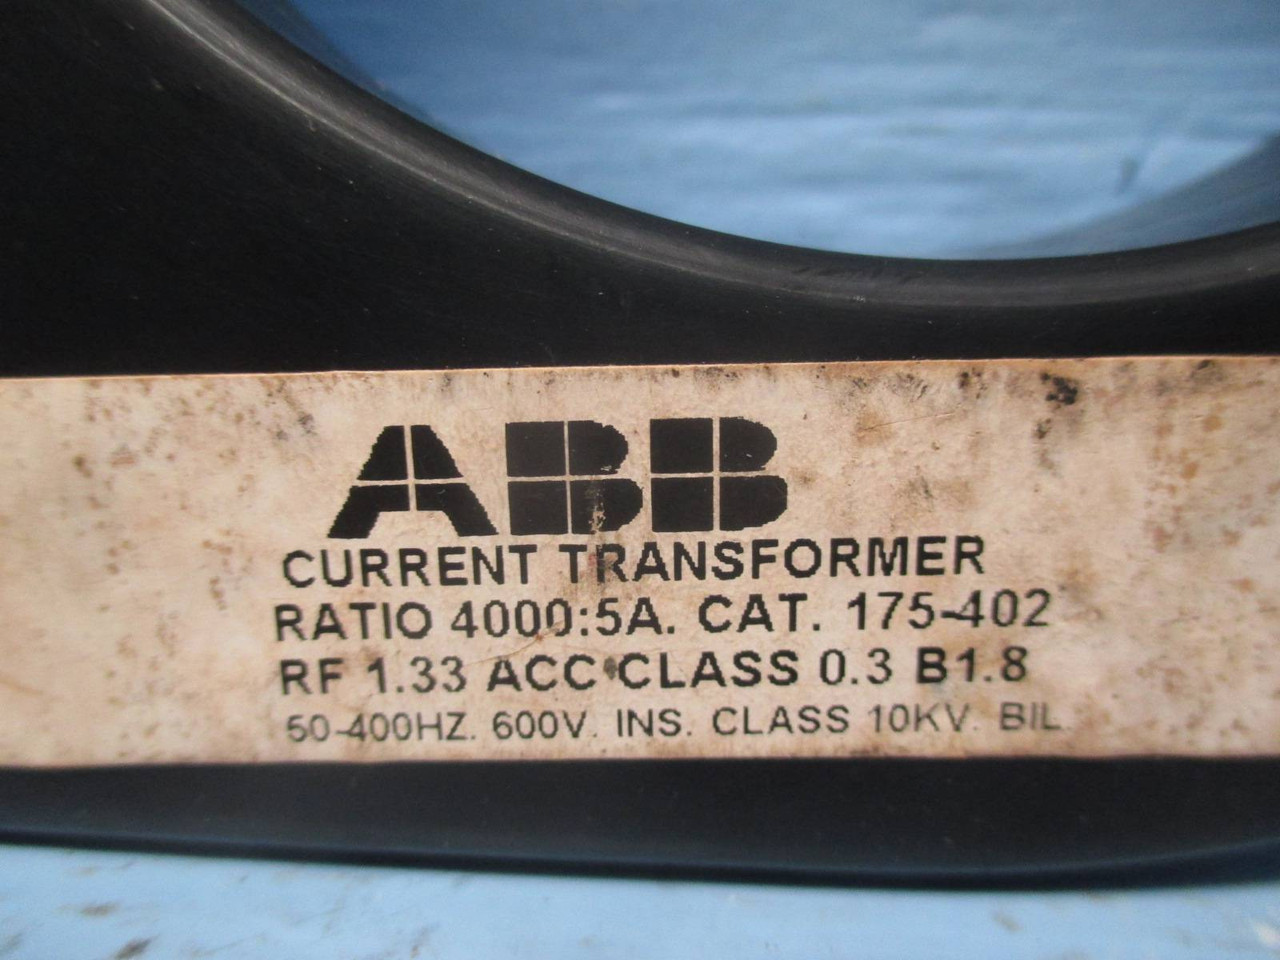 ABB
CURRENT TRANSFORMER
RATIO 4000:5A. CAT. 175-402
RF 1.33 ACC CLASS 0.3 B1.8
50-400HZ. 600V. INS. CLASS 10KV. BIL.